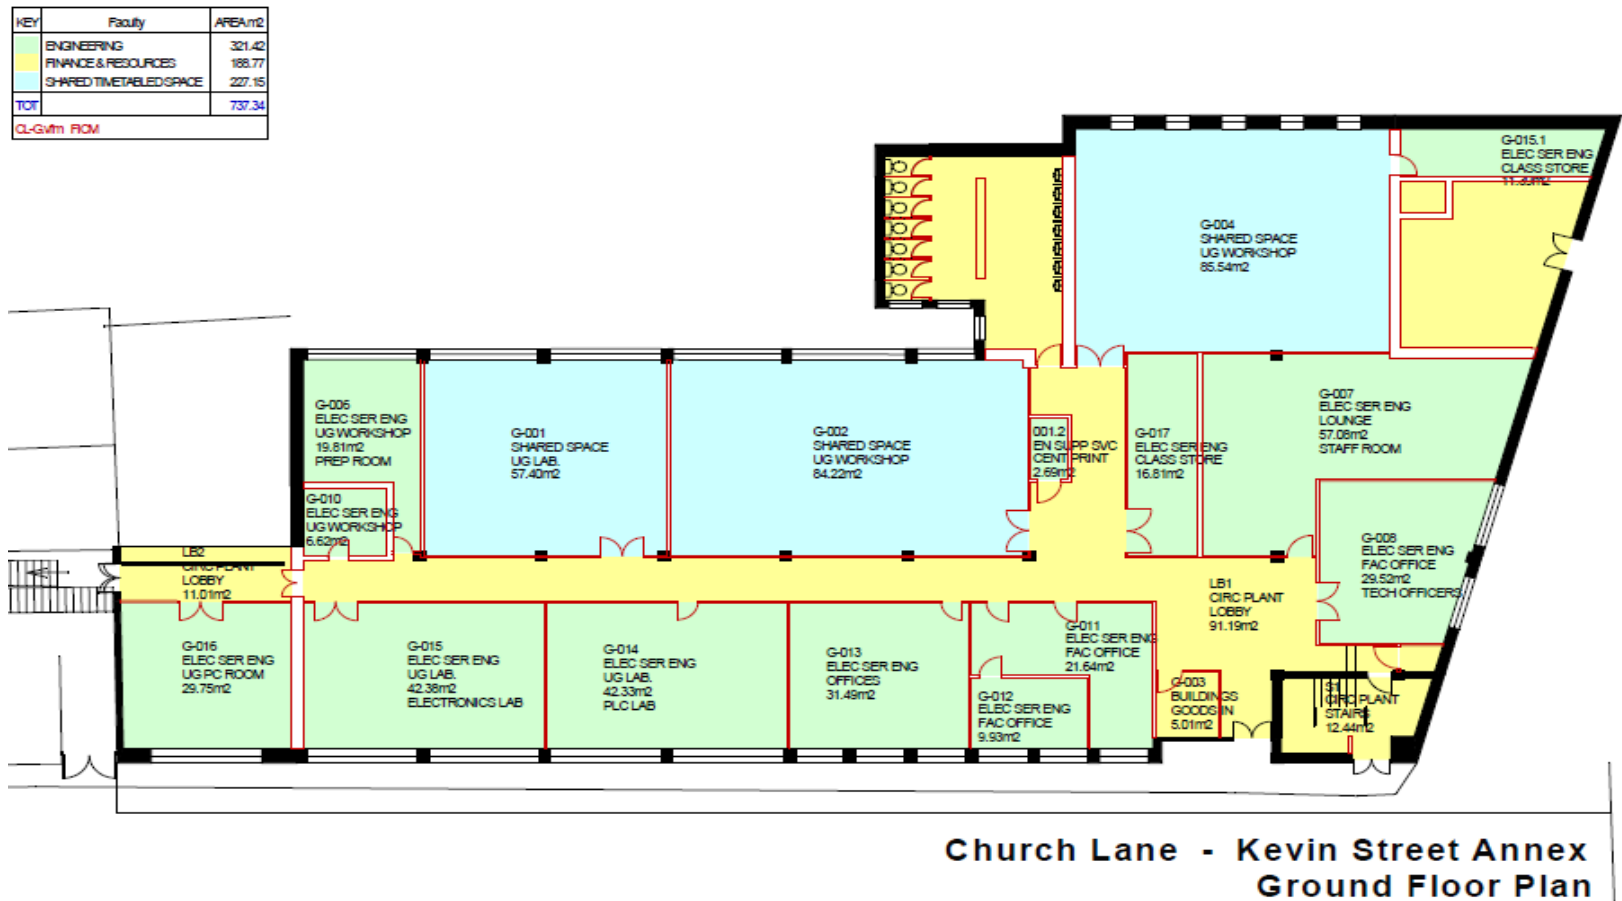 KEY Faculty AREA m2
ENGINEERING 321.42
FINANCE & RESOURCES 188.77
SHARED TIMETABLED SPACE 227.15
TOT 737.34
G-015.1
ELEC SER ENG
CLASS STORE
G-004
SHARED SPACE
UG WORKSHOP
85.54m2
G-007
ELEC SER ENG
LOUNGE
57.08m2
STAFF ROOM
G-006
ELEC SER ENG
UG WORKSHOP
19.81m2
PREP ROOM
G-001
SHARED SPACE
UG LAB.
57.40m2
G-002
SHARED SPACE
UG WORKSHOP
84.22m2
001.2
EN SUPP SVC
CENT PRINT
2.69m2
G-017
ELEC SER ENG
CLASS STORE
16.81m2
G-010
ELEC SER ENG
UG WORKSHOP
6.62m2
G-008
ELEC SER ENG
FAC OFFICE
29.52m2
TECH OFFICERS
LB2
CIRC PLANT
LOBBY
11.01m2
LB1
CIRC PLANT
LOBBY
91.19m2
G-016
ELEC SER ENG
UG PC ROOM
29.75m2
G-015
ELEC SER ENG
UG LAB.
42.38m2
ELECTRONICS LAB
G-014
ELEC SER ENG
UG LAB.
42.33m2
PLC LAB
G-013
ELEC SER ENG
OFFICES
31.49m2
G-011
ELEC SER ENG
FAC OFFICE
21.64m2
G-012
ELEC SER ENG
FAC OFFICE
9.93m2
G-003
BUILDINGS
GOODS IN
5.01m2
S1
CIRC PLANT
STAIRS
12.44m2
Church Lane - Kevin Street Annex
Ground Floor Plan